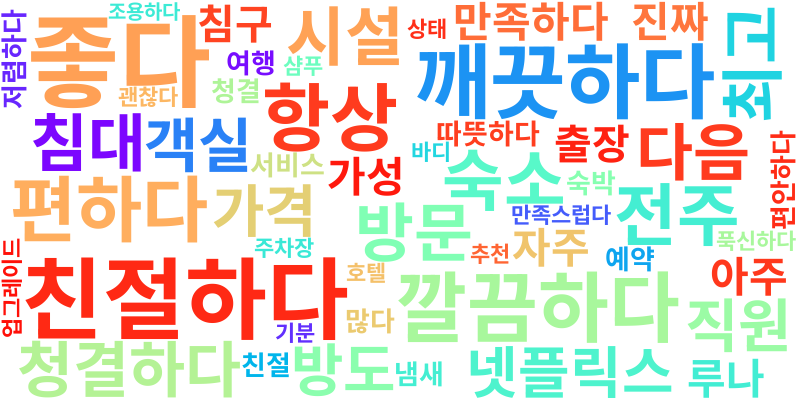 조용하다
침구
시설
상태
만족하다
진짜
최고
저렴하다
좋다
여행
샴푸
괜찮다
청결
깨끗하다
항상
침대
객실
따뜻하다
출장
다음
바디
서비스
가성
숙소
숙박
편안하다
편하다
가격
방문
만족스럽다
전주
푹신하다
주차장
추천
자주
예약
업그레이드
친절하다
호텔
깔끔하다
아주
기분
많다
직원
청결하다
친절
방도
냄새
넷플릭스
루나